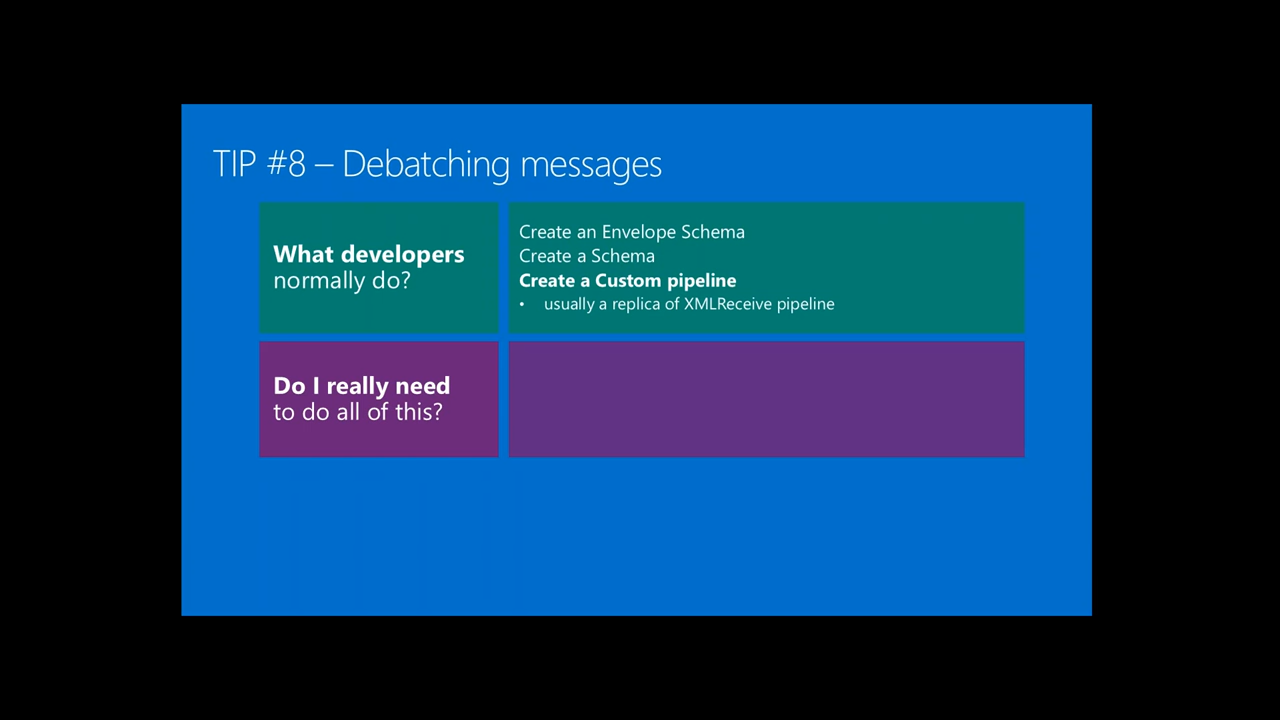 TIP #8 – Debatching messages
What developers
normally do?
Create an Envelope Schema
Create a Schema
Create a Custom pipeline
• usually a replica of XMLReceive pipeline
Do I really need
to do all of this?